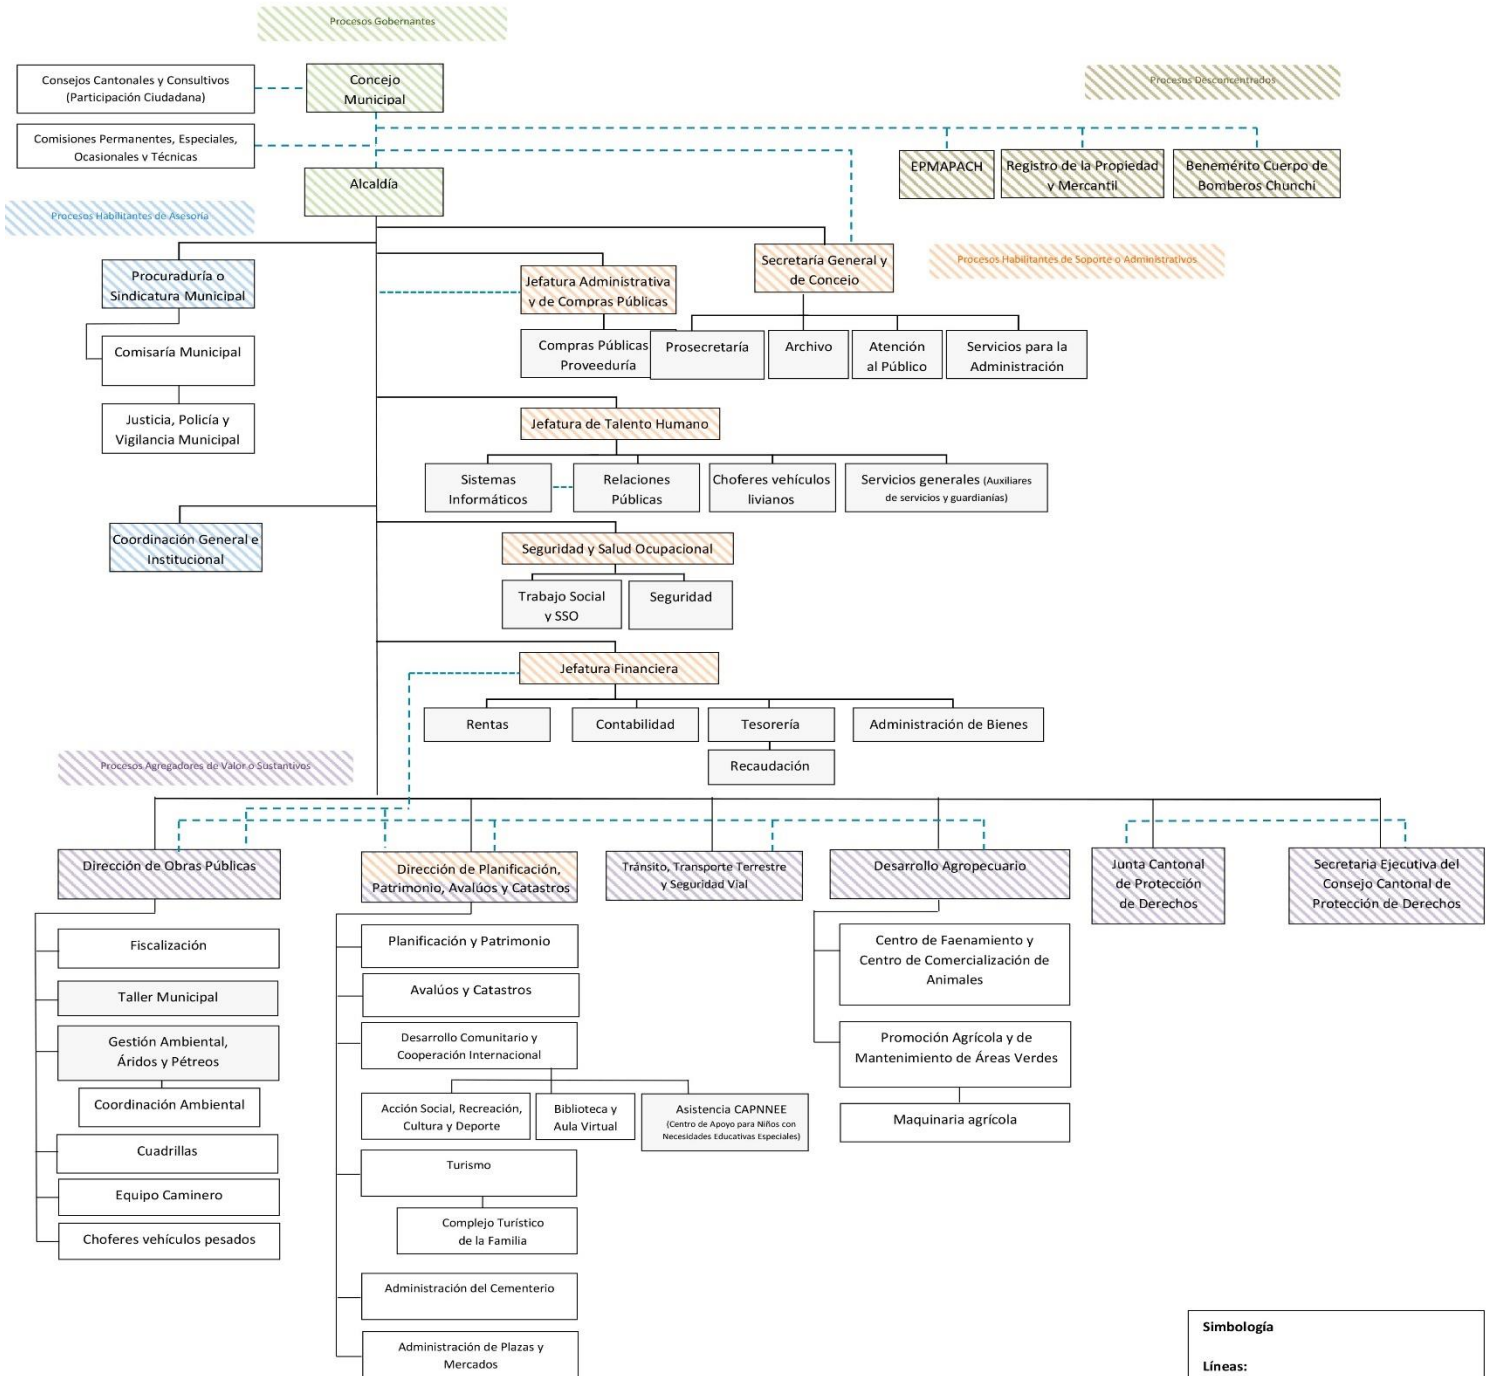 Procesos Gobernantes
Consejos Cantonales y Consultivos
(Participación Ciudadana)
Concejo
Municipal
Procesos Desconcentrados
Comisiones Permanentes, Especiales,
Ocasionales y Técnicas
Alcaldía
EPMAPACH
Registro de la Propiedad
y Mercantil
Benemérito Cuerpo de
Bomberos Chunchi
Procesos Habilitantes de Asesoría
Procuraduría o
Sindicatura Municipal
Jefatura Administrativa
y de Compras Públicas
Secretaría General y
de Concejo
Procesos Habilitantes de Soporte o Administrativos
Comisaría Municipal
Compras Públicas
Proveeduría
Prosecretaría
Archivo
Atención
al Público
Servicios para la
Administración
Justicia, Policía y
Vigilancia Municipal
Jefatura de Talento Humano
Sistemas
Informáticos
Relaciones
Públicas
Choferes vehículos
livianos
Servicios generales (Auxiliares
de servicios y guardianías)
Coordinación General e
Institucional
Seguridad y Salud Ocupacional
Trabajo Social
y SSO
Seguridad
Jefatura Financiera
Rentas
Contabilidad
Tesorería
Administración de Bienes
Recaudación
Procesos Agregadores de Valor o Sustantivos
Dirección de Obras Públicas
Dirección de Planificación,
Patrimonio, Avalúos y Catastros
Tránsito, Transporte Terrestre
y Seguridad Vial
Desarrollo Agropecuario
Junta Cantonal
de Protección
de Derechos
Secretaria Ejecutiva del
Consejo Cantonal de
Protección de Derechos
Fiscalización
Taller Municipal
Gestión Ambiental,
Áridos y Pétreos
Coordinación Ambiental
Cuadrillas
Equipo Caminero
Choferes vehículos pesados
Planificación y Patrimonio
Avalúos y Catastros
Desarrollo Comunitario y
Cooperación Internacional
Acción Social, Recreación,
Cultura y Deporte
Biblioteca y
Aula Virtual
Asistencia CAPNNEE
(Centro de Apoyo para Niños con
Necesidades Educativas Especiales)
Turismo
Complejo Turístico
de la Familia
Administración del Cementerio
Administración de Plazas y
Mercados
Centro de Faenamiento y
Centro de Comercialización de
Animales
Promoción Agrícola y de
Mantenimiento de Áreas Verdes
Maquinaria agrícola
Simbología
Líneas: